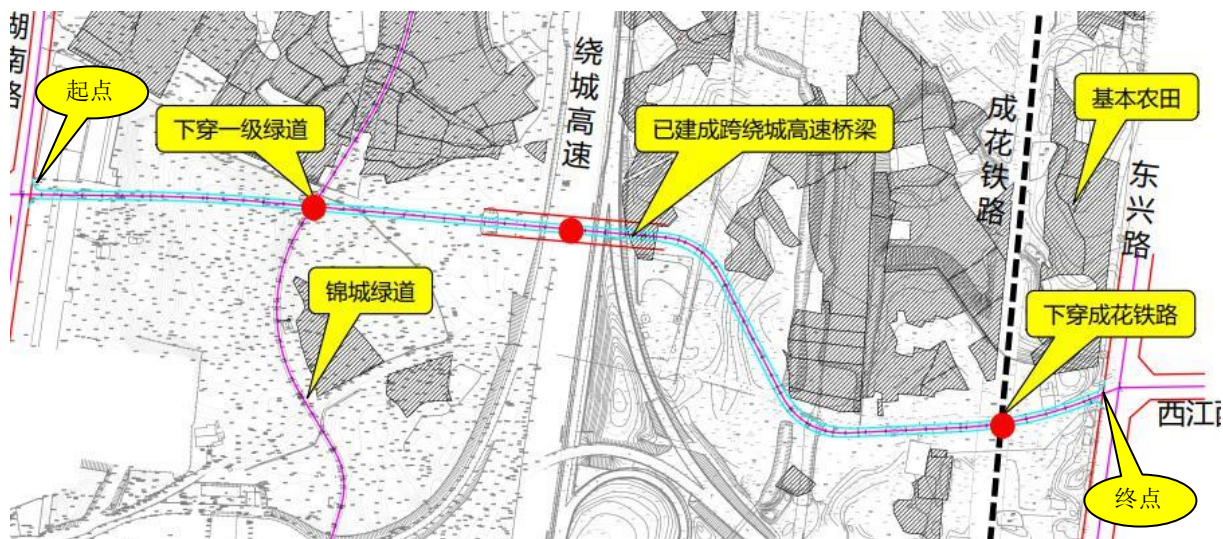 湖南路
起点
下穿一级绿道
绕城高速
已建成跨绕城高速桥梁
成花铁路
基本农田
东兴路
锦城绿道
下穿成花铁路
西江
终点